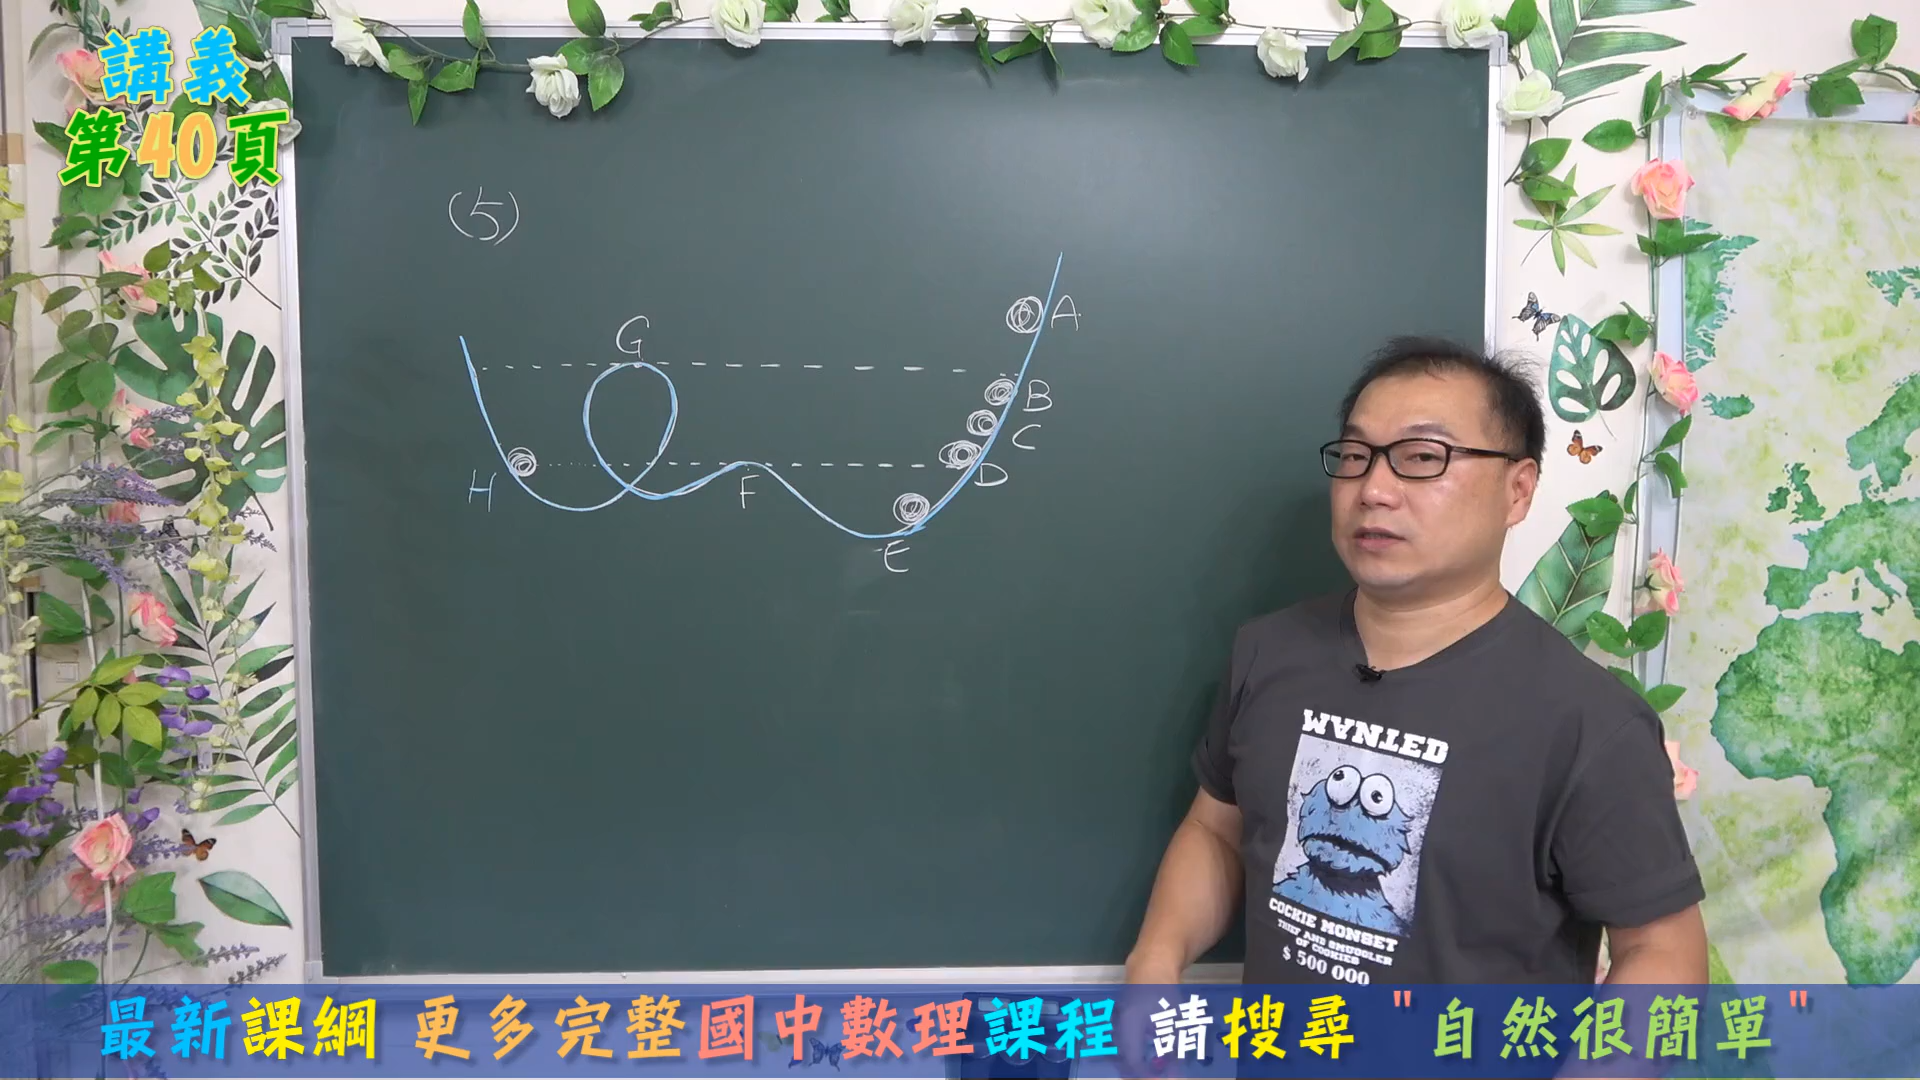 講義
第40頁
(5)
G
A
B
C
D
H
F
E
WANTED
COCKIE MONSET
THIEF AND SMUGGLER
OF COOKIES
$ 500 000
最新課綱 更多完整國中數理課程 請搜尋 "自然很簡單"